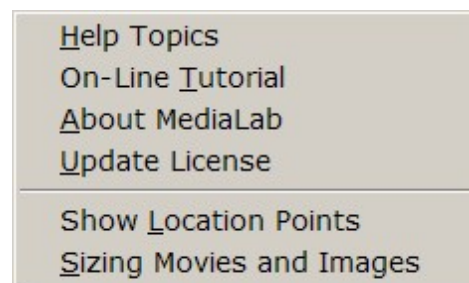 Help Topics
On-Line Tutorial
About MediaLab
Update License
Show Location Points
Sizing Movies and Images